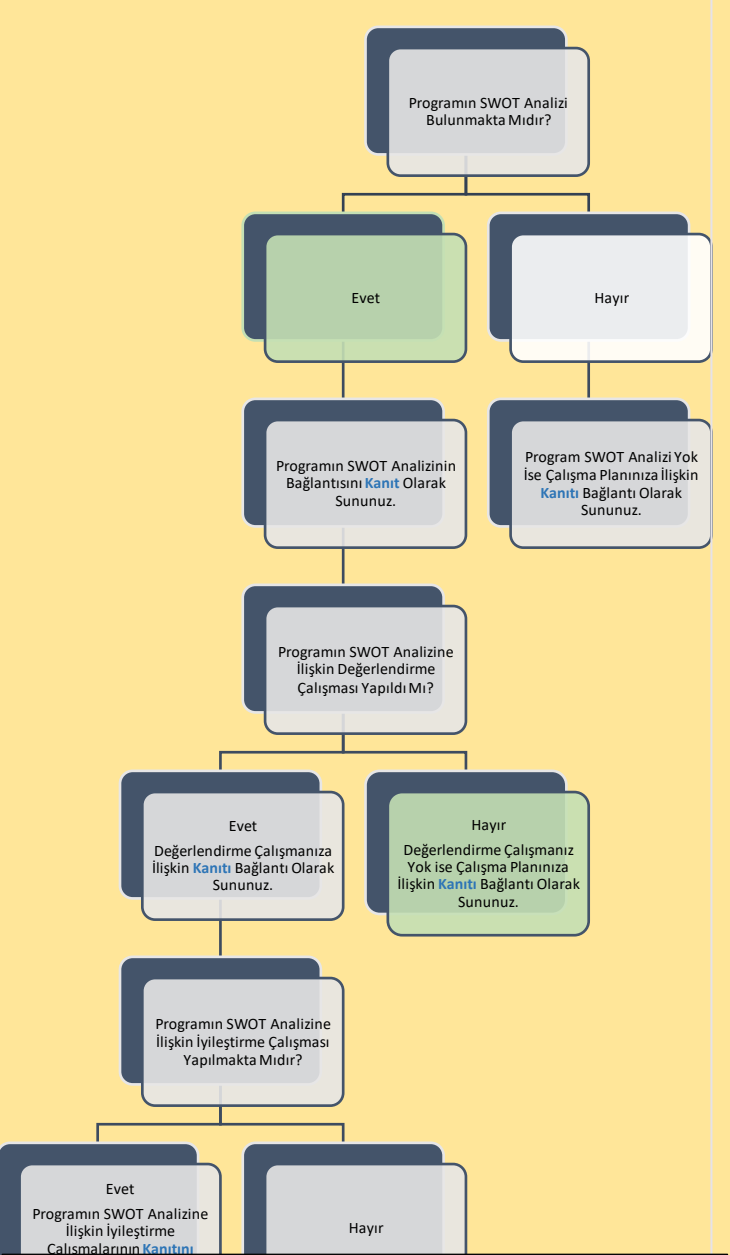 Programın SWOT Analizi
Bulunmakta Mıdır?
Evet
Hayır
Programın SWOT Analizinin
Bağlantısını Kanıt Olarak
Sununuz.
Program SWOT Analizi Yok
İse Çalışma Planınıza İlişkin
Kanıtı Bağlantı Olarak
Sununuz.
Programın SWOT Analizine
İlişkin Değerlendirme
Çalışması Yapıldı Mı?
Evet
Değerlendirme Çalışmanıza
İlişkin Kanıtı Bağlantı Olarak
Sununuz.
Hayır
Değerlendirme Çalışmanız
Yok ise Çalışma Planınıza
İlişkin Kanıtı Bağlantı Olarak
Sununuz.
Programın SWOT Analizine
İlişkin İyileştirme Çalışması
Yapılmakta Mıdır?
Evet
Programın SWOT Analizine
İlişkin İyileştirme
Çalışmalarının Kanıtını
Hayır